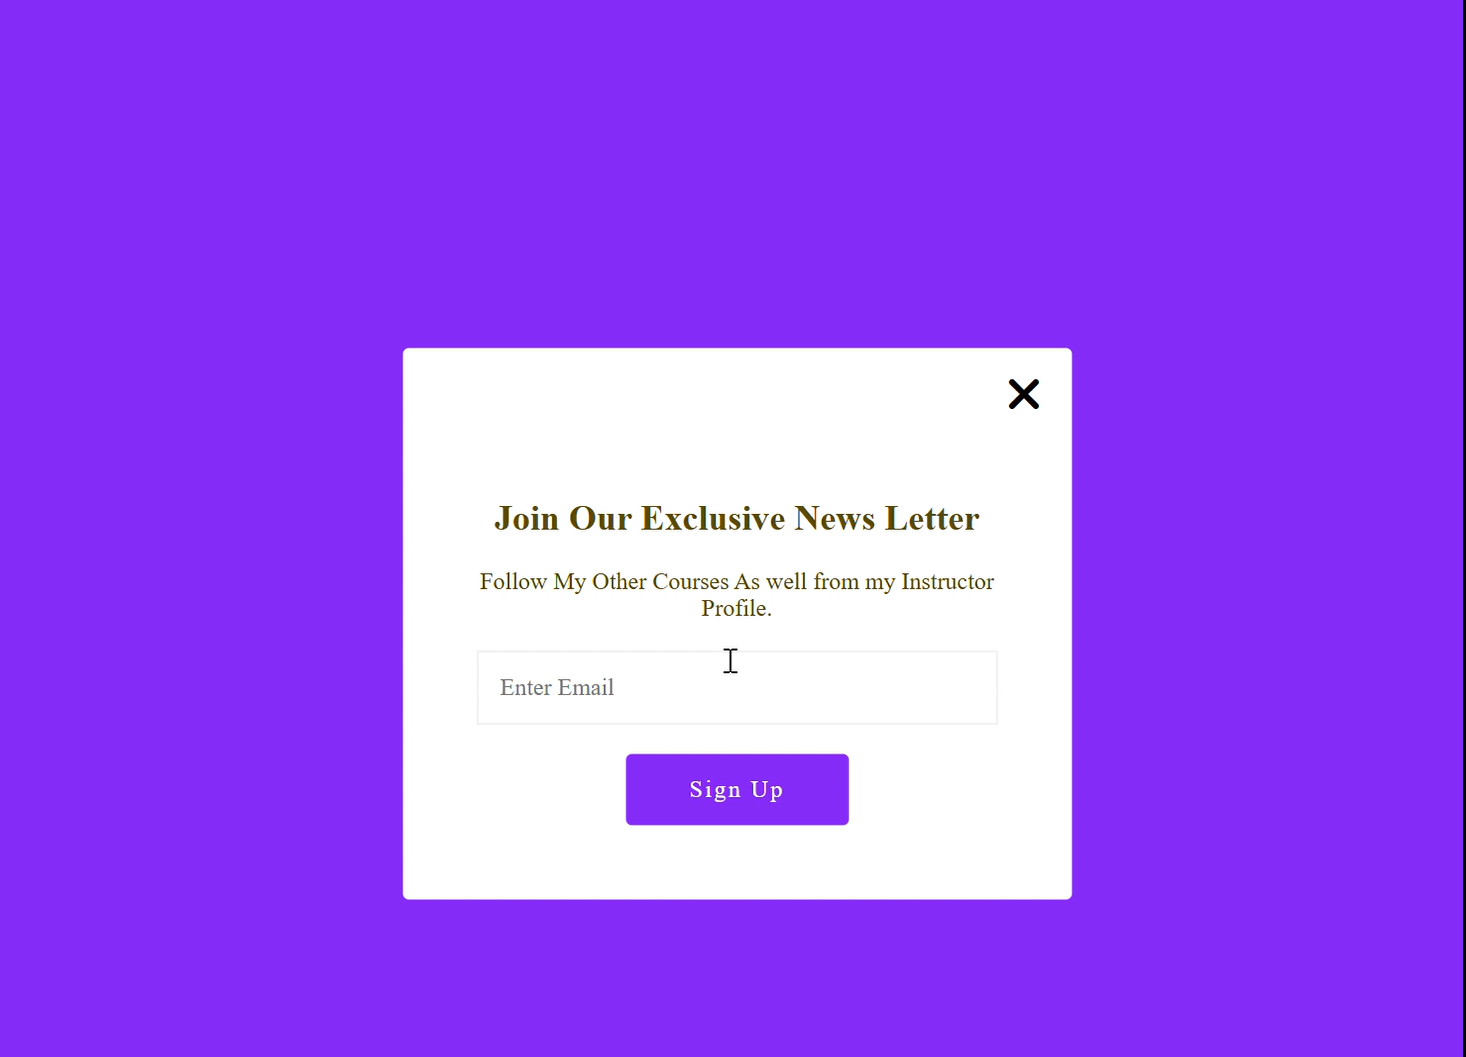 Join Our Exclusive News Letter
Follow My Other Courses As well from my Instructor
Profile.
Enter Email
Sign Up